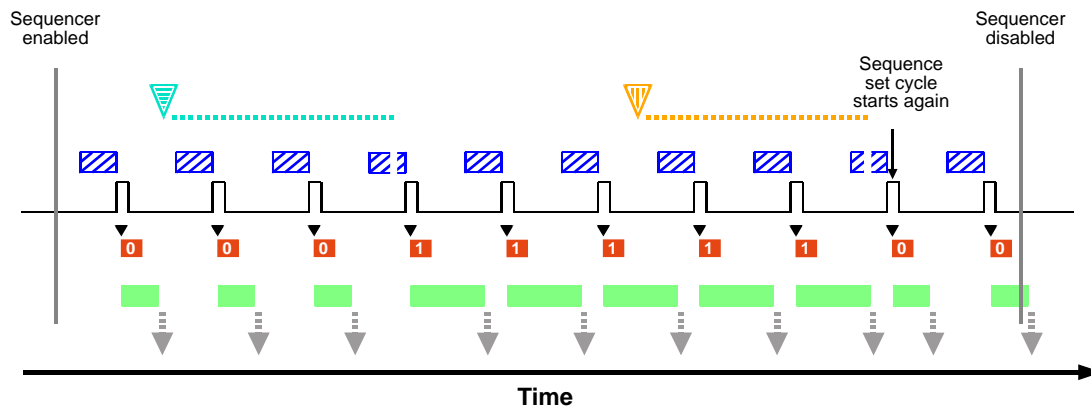 Sequencer
enabled
Sequencer
disabled
Sequence
set cycle
starts again
0 0 0 1 1 1 1 1 0 0
Time